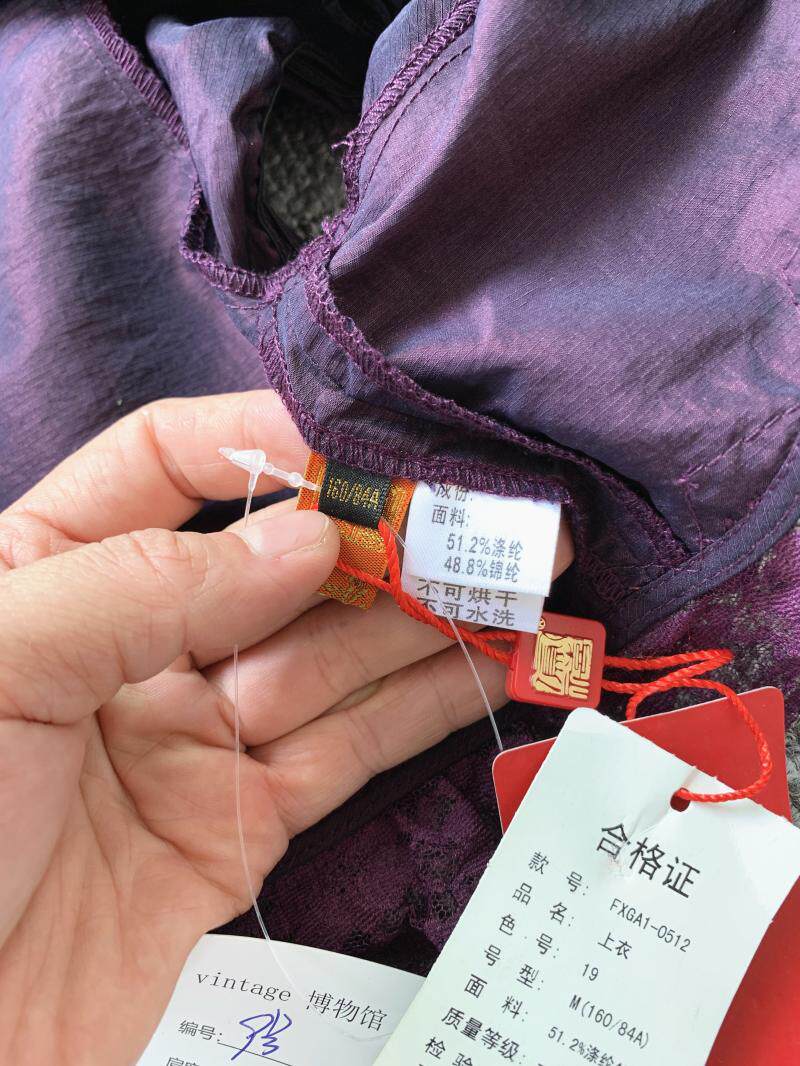 160/84A
成份:
面料:
51.2%涤纶
48.8%锦纶
不可烘干
不可水洗
合格证
款 号: FXGA1-0512
品 名: 上衣
色 号: 19
号 型: M(160/84A)
面 料: 51.2%涤纶
质量等级:
检验
vintage 博物馆
编号: